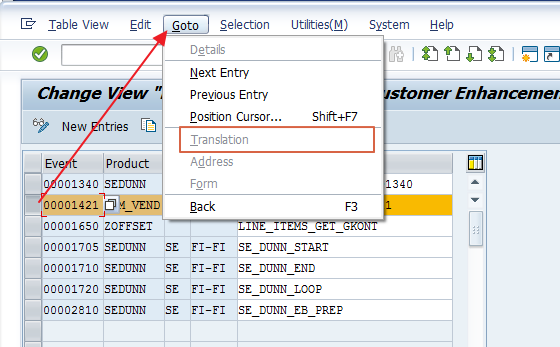 Table View Edit Goto Selection Utilities(M) System Help
Details
Next Entry
Previous Entry
Position Cursor... Shift+F7
Translation
Address
Form
Back F3
Change View " ustomer Enhancemen
New Entries
Event Product
00001340 SEDUNN 1340
00001421 M_VEND 1
00001650 ZOFFSET LINE_ITEMS_GET_GKONT
00001705 SEDUNN SE FI-FI SE_DUNN_START
00001710 SEDUNN SE FI-FI SE_DUNN_END
00001720 SEDUNN SE FI-FI SE_DUNN_LOOP
00002810 SEDUNN SE FI-FI SE_DUNN_EB_PREP